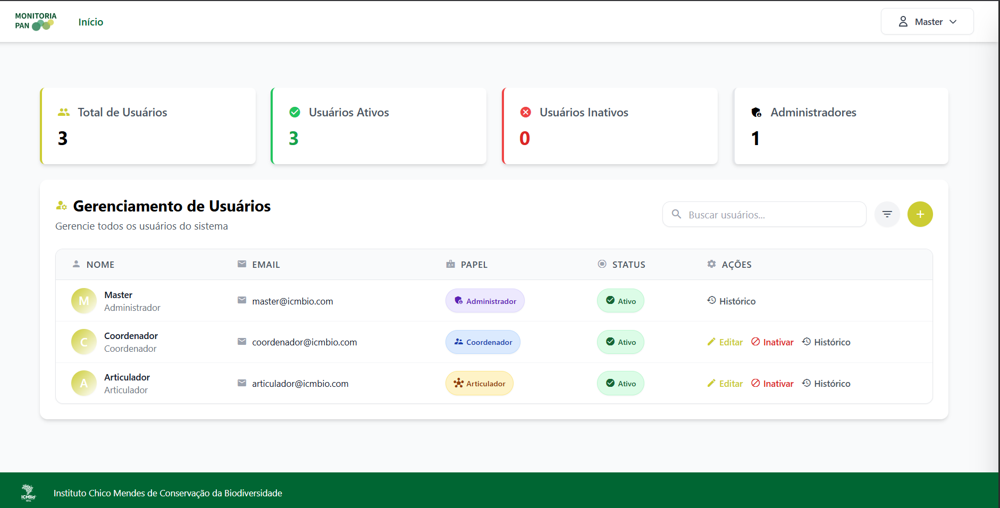 MONITORIA
PAN
Início
Master
Total de Usuários
3
Usuários Ativos
3
Usuários Inativos
0
Administradores
1
Gerenciamento de Usuários
Gerencie todos os usuários do sistema
Buscar usuários...
NOME EMAIL PAPEL STATUS AÇÕES
M Master
Administrador
master@icmbio.com Administrador Ativo Histórico
C Coordenador
Coordenador
coordenador@icmbio.com Coordenador Ativo Editar Inativar Histórico
A Articulador
Articulador
articulador@icmbio.com Articulador Ativo Editar Inativar Histórico
ICMBio
Instituto Chico Mendes de Conservação da Biodiversidade